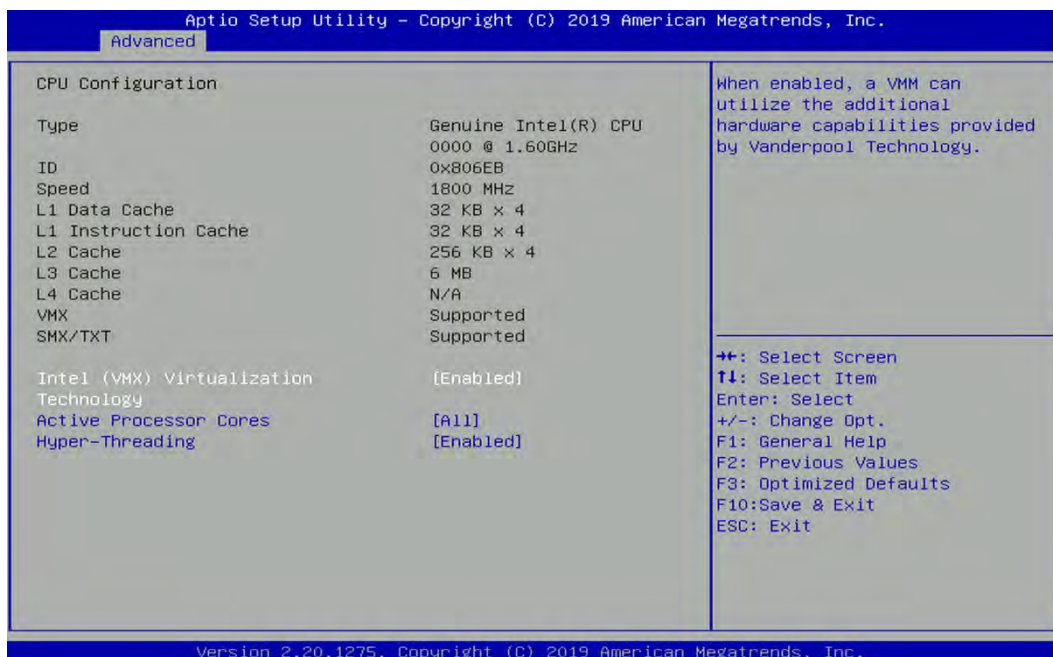 Aptio Setup Utility – Copyright (C) 2019 American Megatrends, Inc.
Advanced
CPU Configuration
Type Genuine Intel(R) CPU
0000 @ 1.60GHz
ID 0x806EB
Speed 1800 MHz
L1 Data Cache 32 KB x 4
L1 Instruction Cache 32 KB x 4
L2 Cache 256 KB x 4
L3 Cache 6 MB
L4 Cache N/A
VMX Supported
SMX/TXT Supported
Intel (VMX) Virtualization [Enabled]
Technology
Active Processor Cores [All]
Hyper-Threading [Enabled]
When enabled, a VMM can
utilize the additional
hardware capabilities provided
by Vanderpool Technology.
→←: Select Screen
↑↓: Select Item
Enter: Select
+/-: Change Opt.
F1: General Help
F2: Previous Values
F3: Optimized Defaults
F10:Save & Exit
ESC: Exit
Version 2.20.1275. Copyright (C) 2019 American Megatrends, Inc.